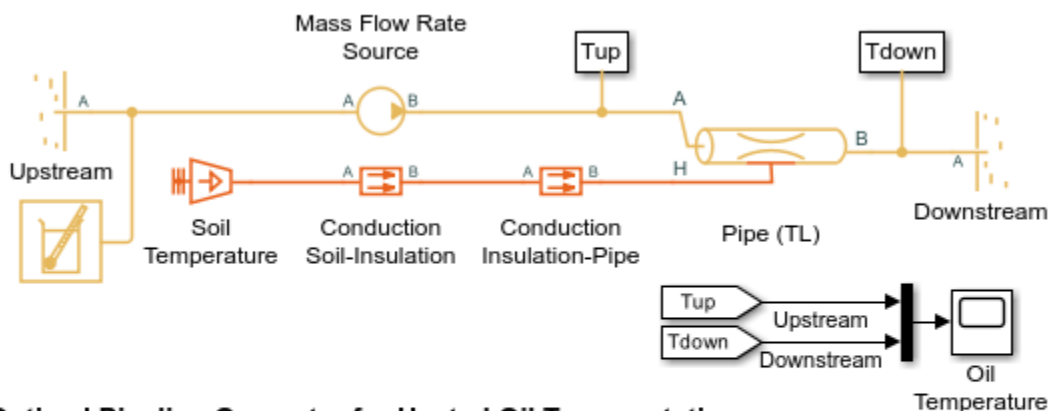 Mass Flow Rate
Source
Tup
Tdown
A
A
B
A
B
A
Upstream
A
B
A
B
H
Downstream
Soil
Temperature
Conduction
Soil-Insulation
Conduction
Insulation-Pipe
Pipe (TL)
Tup
Upstream
Tdown
Downstream
Oil
Temperature